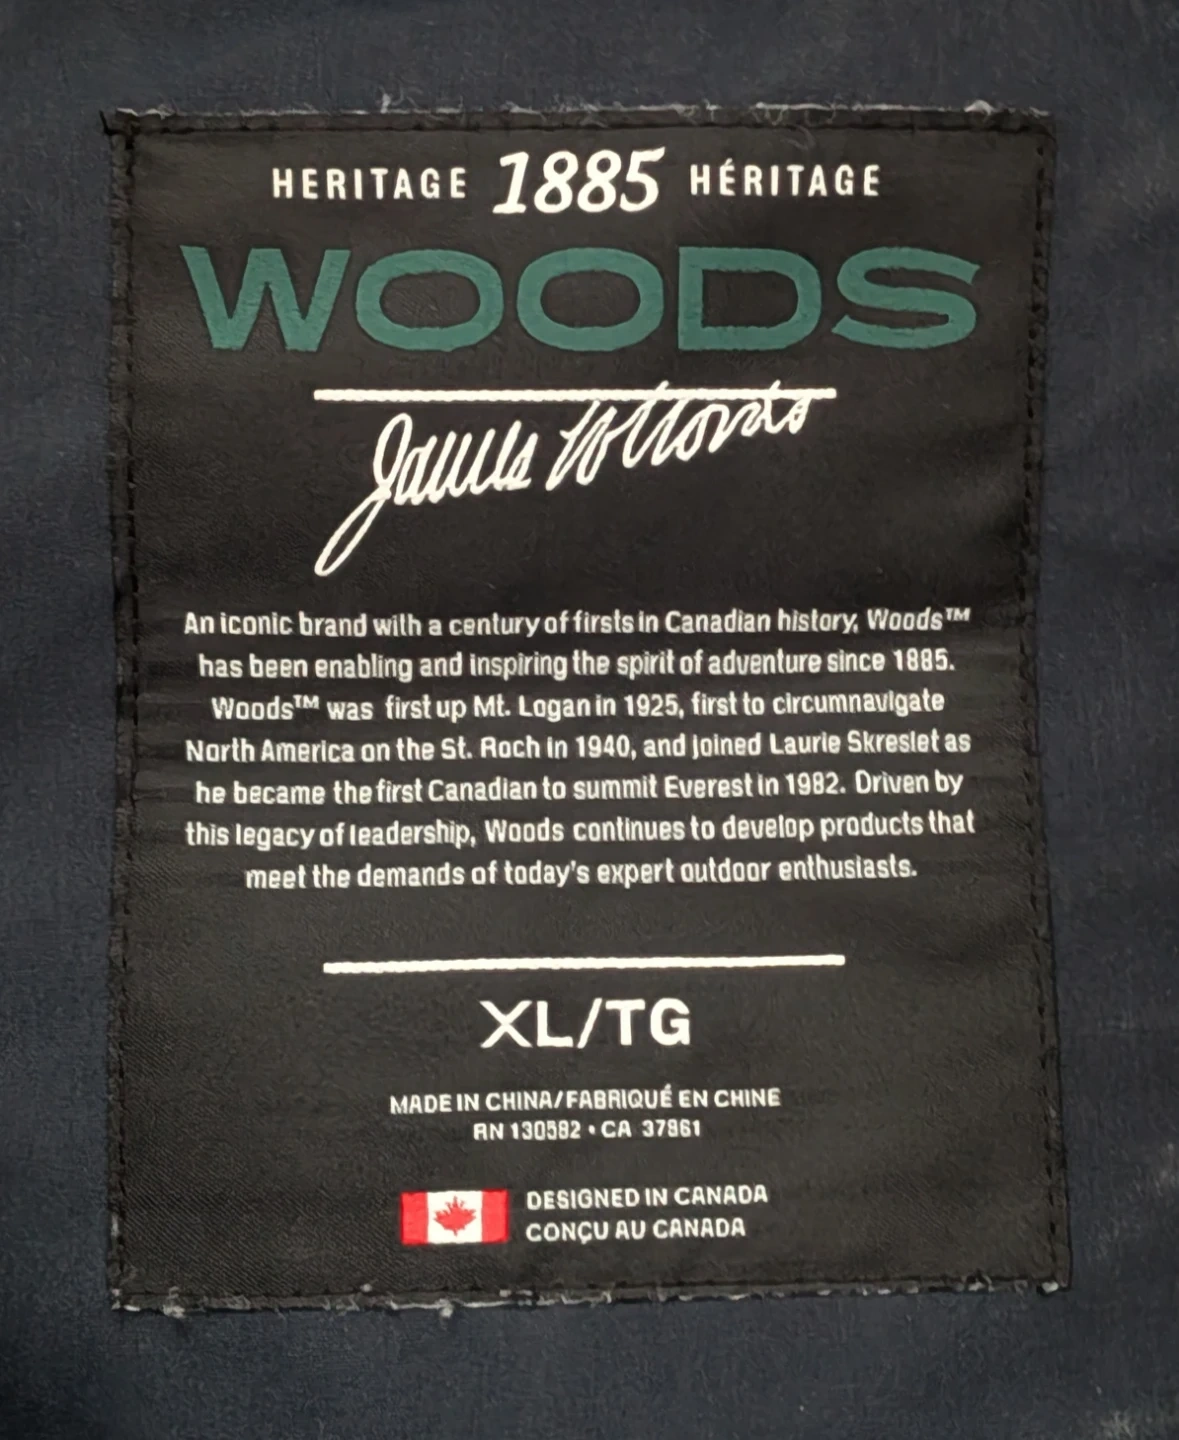 HERITAGE 1885 HÉRITAGE
WOODS
James W Woods
An iconic brand with a century of firsts in Canadian history, Woods™
has been enabling and inspiring the spirit of adventure since 1885.
Woods™ was first up Mt. Logan in 1925, first to circumnavigate
North America on the St. Roch in 1940, and joined Laurie Skreslet as
he became the first Canadian to summit Everest in 1982. Driven by
this legacy of leadership, Woods continues to develop products that
meet the demands of today's expert outdoor enthusiasts.
XL/TG
MADE IN CHINA/FABRIQUÉ EN CHINE
RN 130582 • CA 37861
DESIGNED IN CANADA
CONÇU AU CANADA